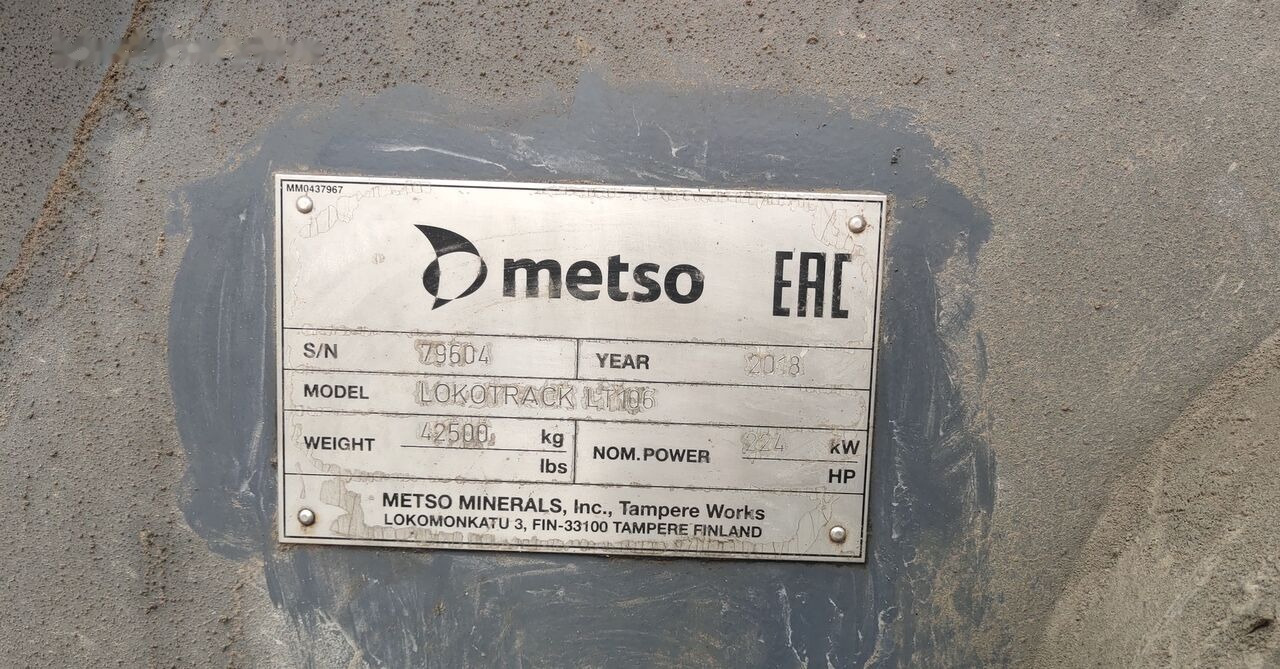 MM0437967
metso EAC
S/N 79604 YEAR 2018
MODEL LOKOTRACK LT106
WEIGHT 42500 kg NOM.POWER 224 kW
lbs HP
METSO MINERALS, Inc., Tampere Works
LOKOMONKATU 3, FIN-33100 TAMPERE FINLAND